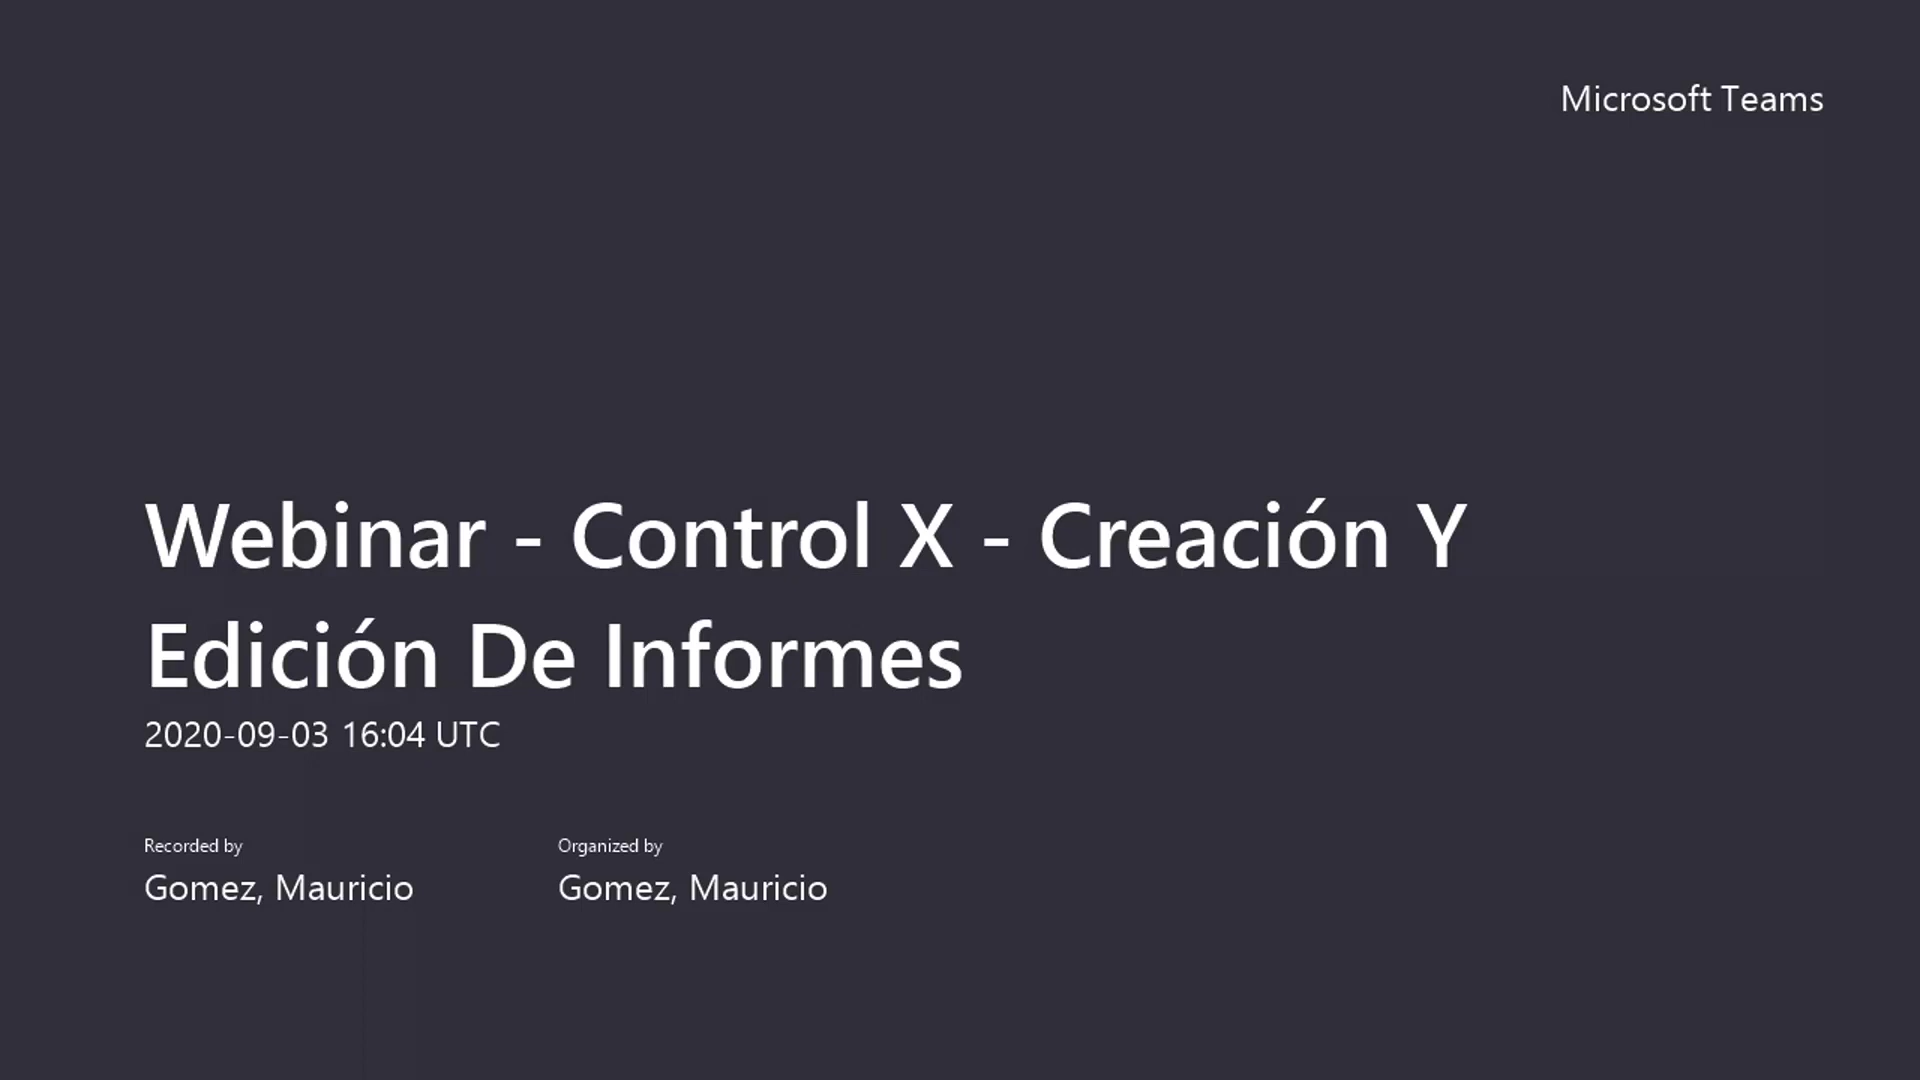 Microsoft Teams
Webinar - Control X - Creación Y
Edición De Informes
2020-09-03 16:04 UTC
Recorded by
Gomez, Mauricio
Organized by
Gomez, Mauricio